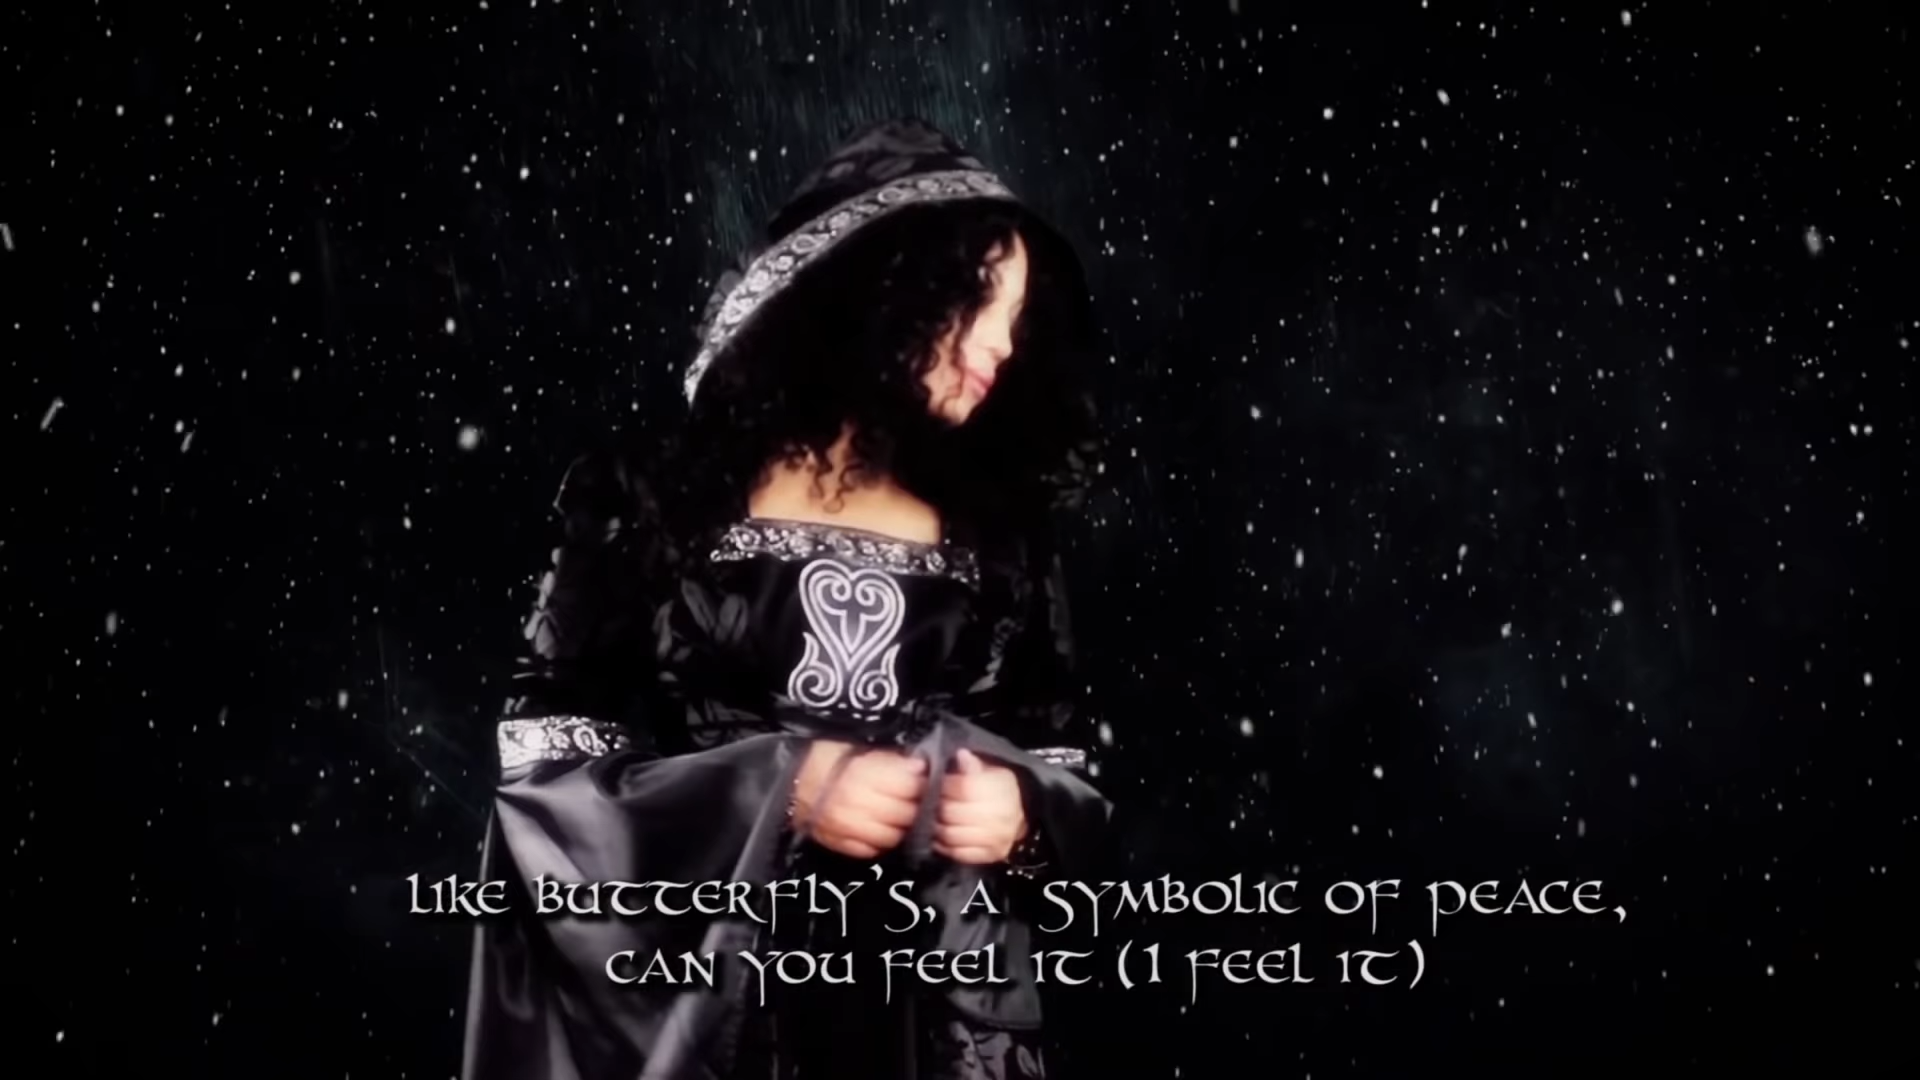 LIKE BUTTERFLY'S, A SYMBOLIC OF PEACE,
CAN YOU FEEL IT (I FEEL IT)